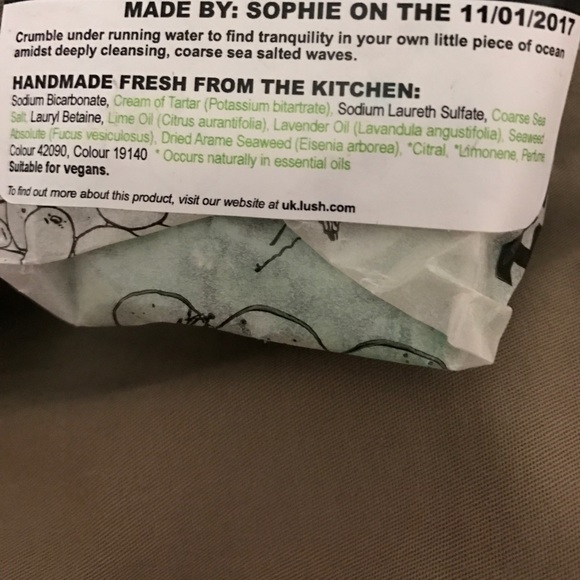 MADE BY: SOPHIE ON THE 11/01/2017
Crumble under running water to find tranquility in your own little piece of ocean
amidst deeply cleansing, coarse sea salted waves.
HANDMADE FRESH FROM THE KITCHEN:
Sodium Bicarbonate, Cream of Tartar (Potassium bitartrate), Sodium Laureth Sulfate, Coarse Sea
Salt, Lauryl Betaine, Lime Oil (Citrus aurantifolia), Lavender Oil (Lavandula angustifolia), Seaweed
Absolute (Fucus vesiculosus), Dried Arame Seaweed (Eisenia arborea), *Citral, *Limonene, Perfume
Colour 42090, Colour 19140 * Occurs naturally in essential oils
Suitable for vegans.
To find out more about this product, visit our website at uk.lush.com